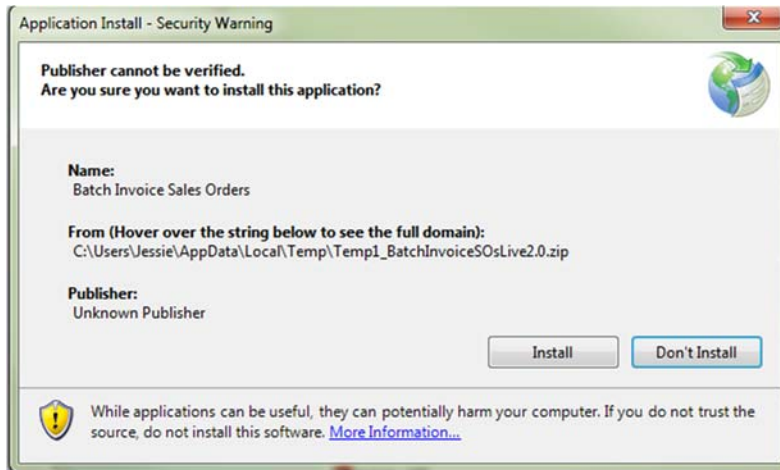 Application Install - Security Warning
Publisher cannot be verified.
Are you sure you want to install this application?
Name:
Batch Invoice Sales Orders
From (Hover over the string below to see the full domain):
C:\Users\Jessie\AppData\Local\Temp\Temp1_BatchInvoiceSOsLive2.0.zip
Publisher:
Unknown Publisher
Install Don't Install
While applications can be useful, they can potentially harm your computer. If you do not trust the
source, do not install this software. More Information...